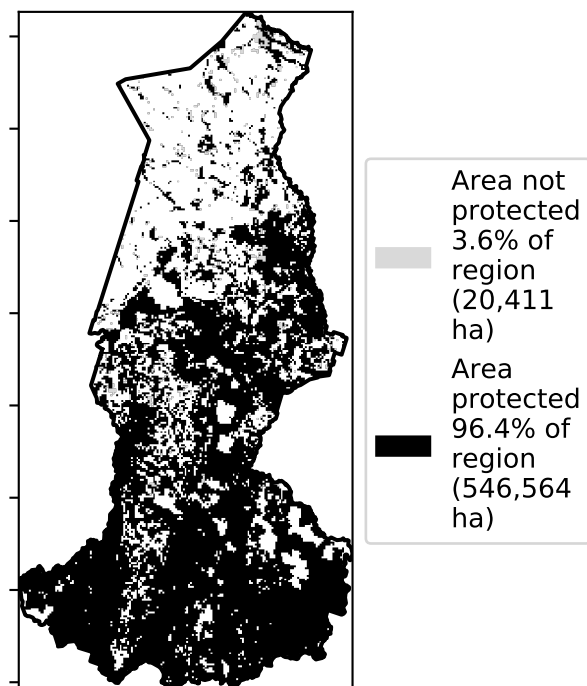 Area not
protected
3.6% of
region
(20,411
ha)
Area
protected
96.4% of
region
(546,564
ha)